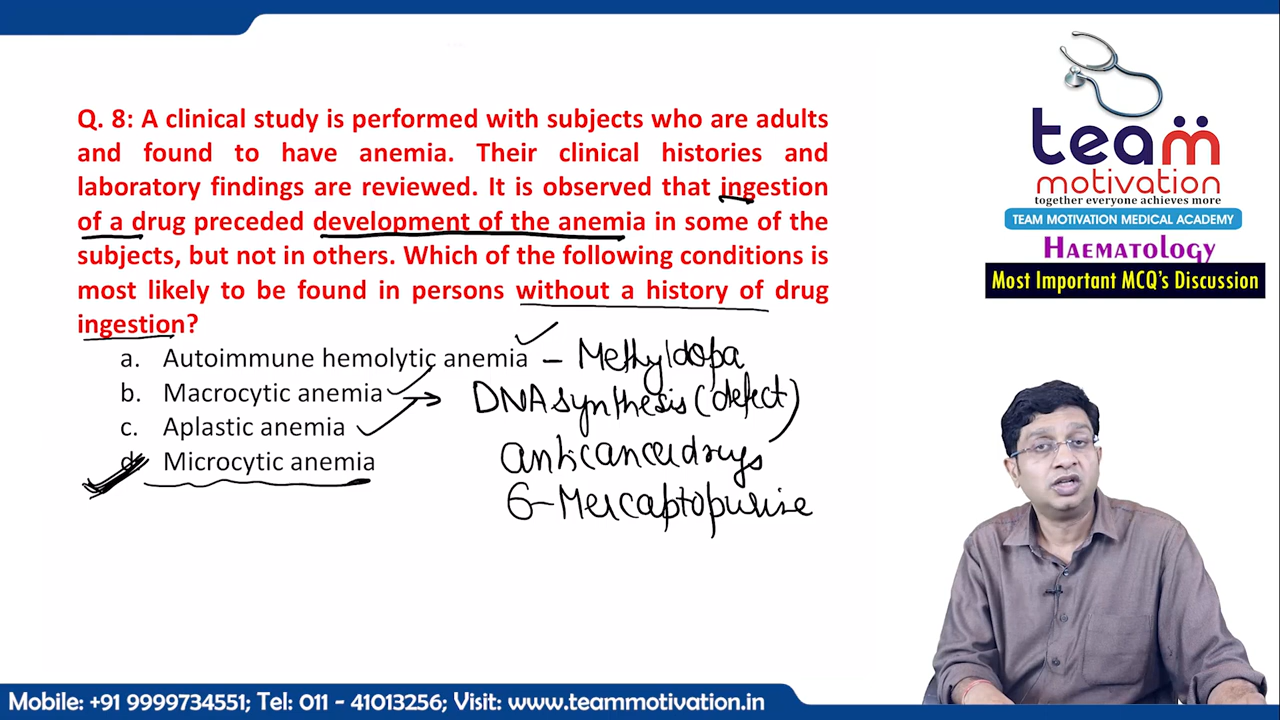 Q. 8: A clinical study is performed with subjects who are adults
and found to have anemia. Their clinical histories and
laboratory findings are reviewed. It is observed that ingestion
of a drug preceded development of the anemia in some of the
subjects, but not in others. Which of the following conditions is
most likely to be found in persons without a history of drug
ingestion?
a. Autoimmune hemolytic anemia – Methyldopa
b. Macrocytic anemia → DNA synthesis (defect)
c. Aplastic anemia
anticancer drugs
d. Microcytic anemia
6-Mercaptopurine
team
motivation
together everyone achieves more
TEAM MOTIVATION MEDICAL ACADEMY
HAEMATOLOGY
Most Important MCQ's Discussion
Mobile: +91 9999734551; Tel: 011 - 41013256; Visit: www.teammotivation.in